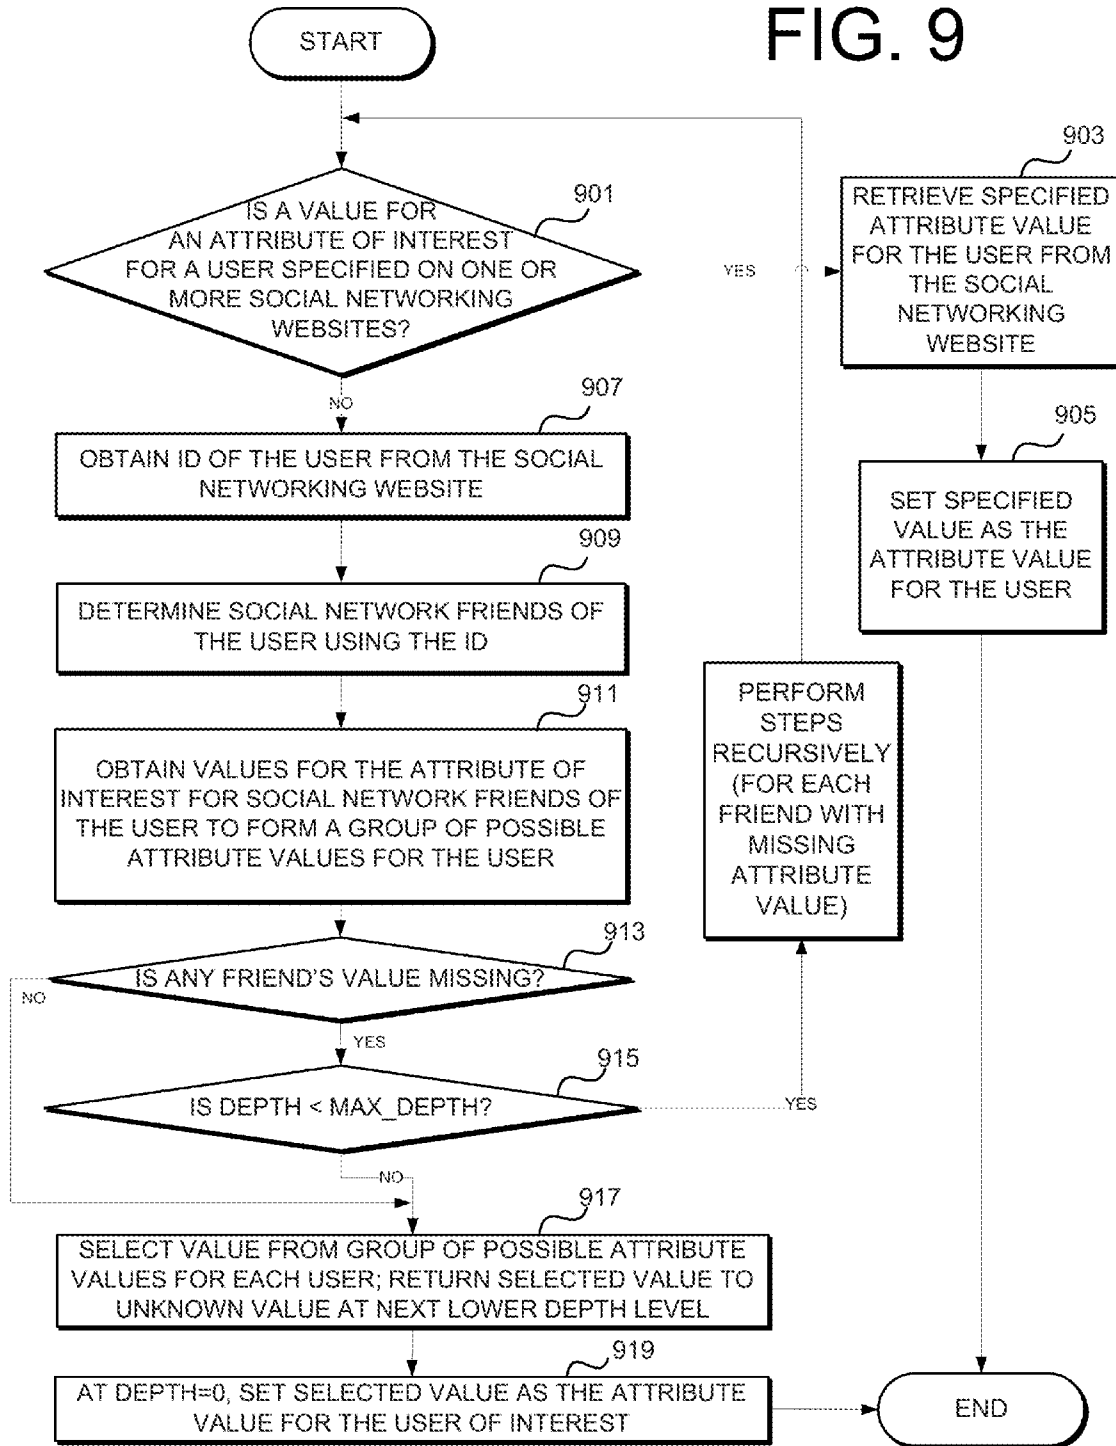 FIG. 9
START
901
IS A VALUE FOR
AN ATTRIBUTE OF INTEREST
FOR A USER SPECIFIED ON ONE OR
MORE SOCIAL NETWORKING
WEBSITES?
YES
903
RETRIEVE SPECIFIED
ATTRIBUTE VALUE
FOR THE USER FROM
THE SOCIAL
NETWORKING
WEBSITE
NO
907
OBTAIN ID OF THE USER FROM THE SOCIAL
NETWORKING WEBSITE
905
SET SPECIFIED
VALUE AS THE
ATTRIBUTE VALUE
FOR THE USER
909
DETERMINE SOCIAL NETWORK FRIENDS OF
THE USER USING THE ID
911
OBTAIN VALUES FOR THE ATTRIBUTE OF
INTEREST FOR SOCIAL NETWORK FRIENDS OF
THE USER TO FORM A GROUP OF POSSIBLE
ATTRIBUTE VALUES FOR THE USER
PERFORM
STEPS
RECURSIVELY
(FOR EACH
FRIEND WITH
MISSING
ATTRIBUTE
VALUE)
913
IS ANY FRIEND'S VALUE MISSING?
NO
YES
915
IS DEPTH < MAX_DEPTH?
YES
NO
917
SELECT VALUE FROM GROUP OF POSSIBLE ATTRIBUTE
VALUES FOR EACH USER; RETURN SELECTED VALUE TO
UNKNOWN VALUE AT NEXT LOWER DEPTH LEVEL
919
AT DEPTH=0, SET SELECTED VALUE AS THE ATTRIBUTE
VALUE FOR THE USER OF INTEREST
END